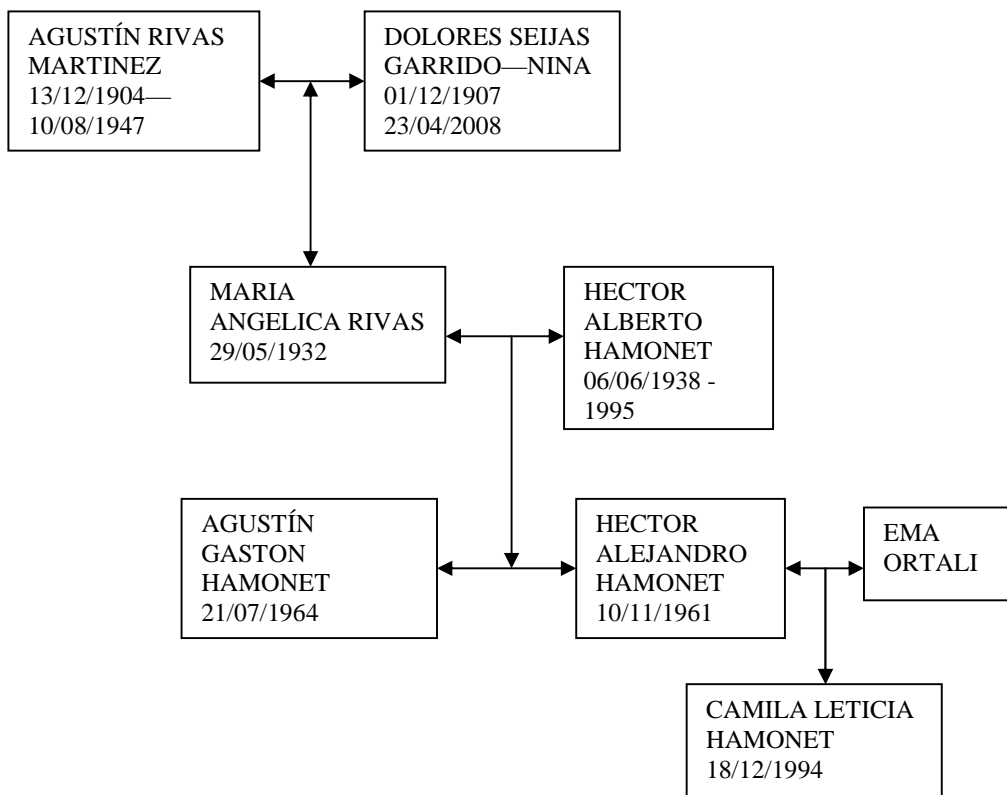 AGUSTÍN RIVAS
MARTINEZ
13/12/1904—
10/08/1947
DOLORES SEIJAS
GARRIDO—NINA
01/12/1907
23/04/2008
MARIA
ANGELICA RIVAS
29/05/1932
HECTOR
ALBERTO
HAMONET
06/06/1938 -
1995
AGUSTÍN
GASTON
HAMONET
21/07/1964
HECTOR
ALEJANDRO
HAMONET
10/11/1961
EMA
ORTALI
CAMILA LETICIA
HAMONET
18/12/1994